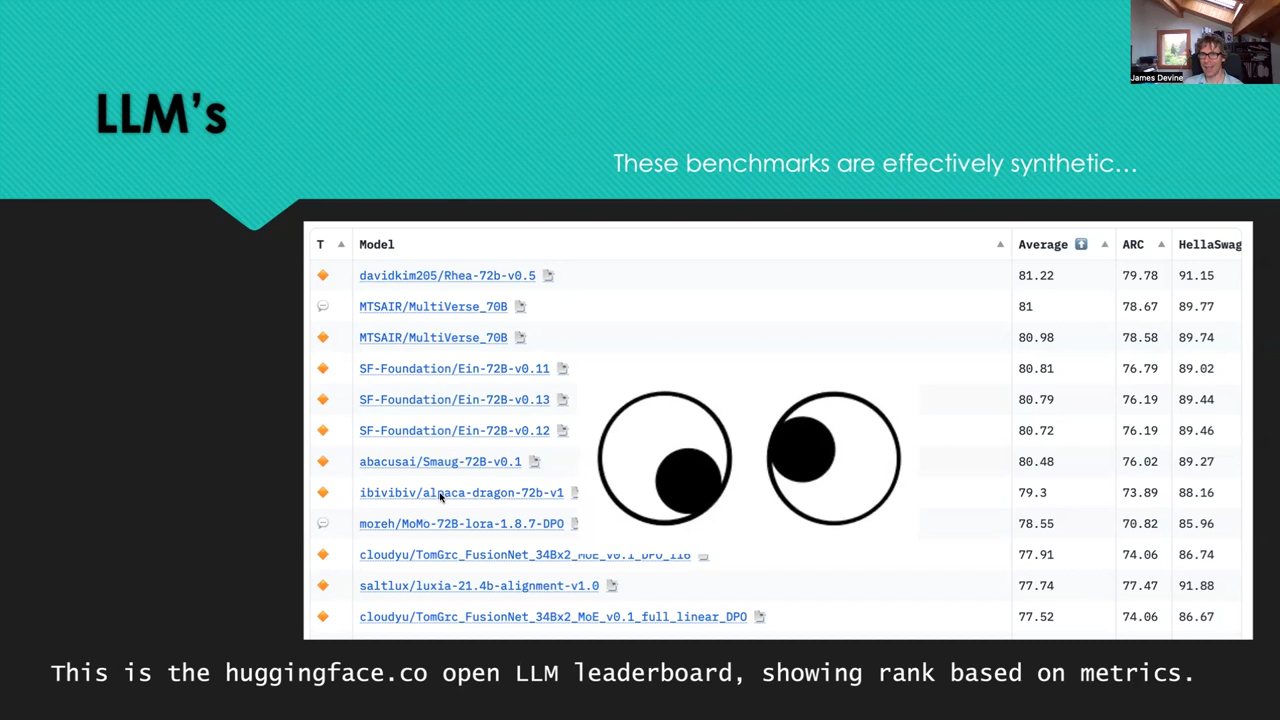 James Devine
LLM's
These benchmarks are effectively synthetic...
T Model Average ARC HellaSwag
davidkim205/Rhea-72b-v0.5 81.22 79.78 91.15
MTSAIR/MultiVerse_70B 81 78.67 89.77
MTSAIR/MultiVerse_70B 80.98 78.58 89.74
SF-Foundation/Ein-72B-v0.11 80.81 76.79 89.02
SF-Foundation/Ein-72B-v0.13 80.79 76.19 89.44
SF-Foundation/Ein-72B-v0.12 80.72 76.19 89.46
abacusai/Smaug-72B-v0.1 80.48 76.02 89.27
ibivibiv/alpaca-dragon-72b-v1 79.3 73.89 88.16
moreh/MoMo-72B-lora-1.8.7-DPO 78.55 70.82 85.96
cloudyu/TomGrc_FusionNet_34Bx2_MoE_v0.1_DPO_f16 77.91 74.06 86.74
saltlux/luxia-21.4b-alignment-v1.0 77.74 77.47 91.88
cloudyu/TomGrc_FusionNet_34Bx2_MoE_v0.1_full_linear_DPO 77.52 74.06 86.67
This is the huggingface.co open LLM leaderboard, showing rank based on metrics.